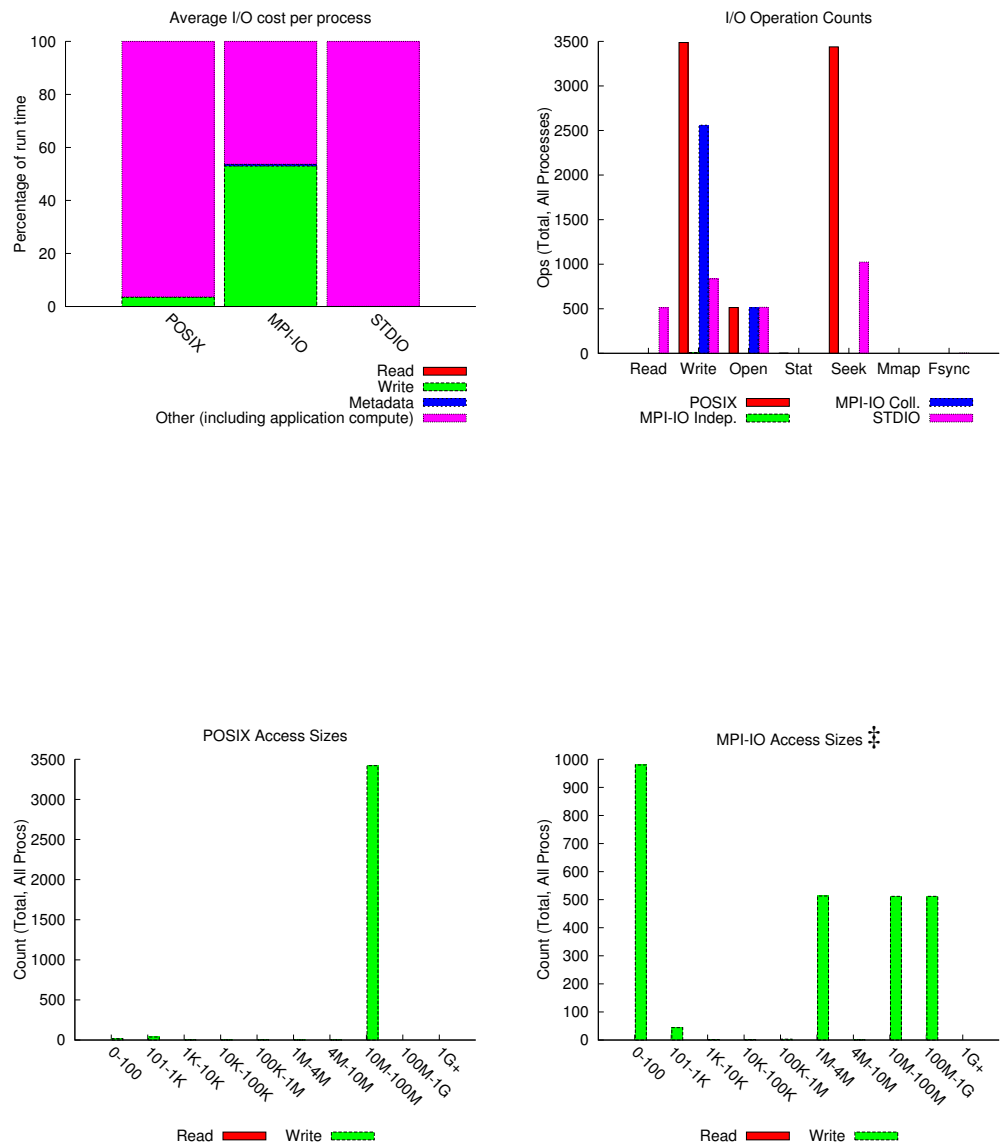 Average I/O cost per process
Percentage of run time
100
80
60
40
20
0
POSIX
MPI-IO
STDIO
Read
Write
Metadata
Other (including application compute)
I/O Operation Counts
Ops (Total, All Processes)
3500
3000
2500
2000
1500
1000
500
0
Read Write Open Stat Seek Mmap Fsync
POSIX MPI-IO Coll.
MPI-IO Indep. STDIO
POSIX Access Sizes
Count (Total, All Procs)
3500
3000
2500
2000
1500
1000
500
0
0-100
101-1K
1K-10K
10K-100K
100K-1M
1M-4M
4M-10M
10M-100M
100M-1G
1G+
Read Write
MPI-IO Access Sizes ‡
Count (Total, All Procs)
1000
900
800
700
600
500
400
300
200
100
0
0-100
101-1K
1K-10K
10K-100K
100K-1M
1M-4M
4M-10M
10M-100M
100M-1G
1G+
Read Write